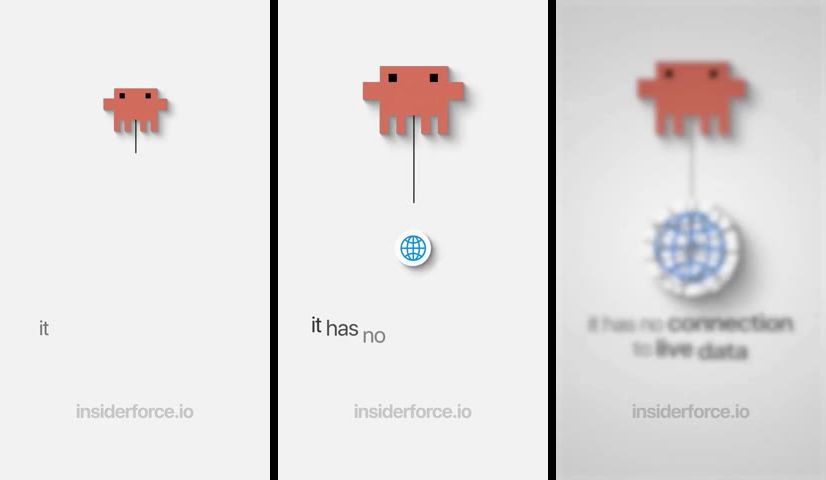 it
insiderforce.io
it has no
insiderforce.io
it has no connection
to live data
insiderforce.io